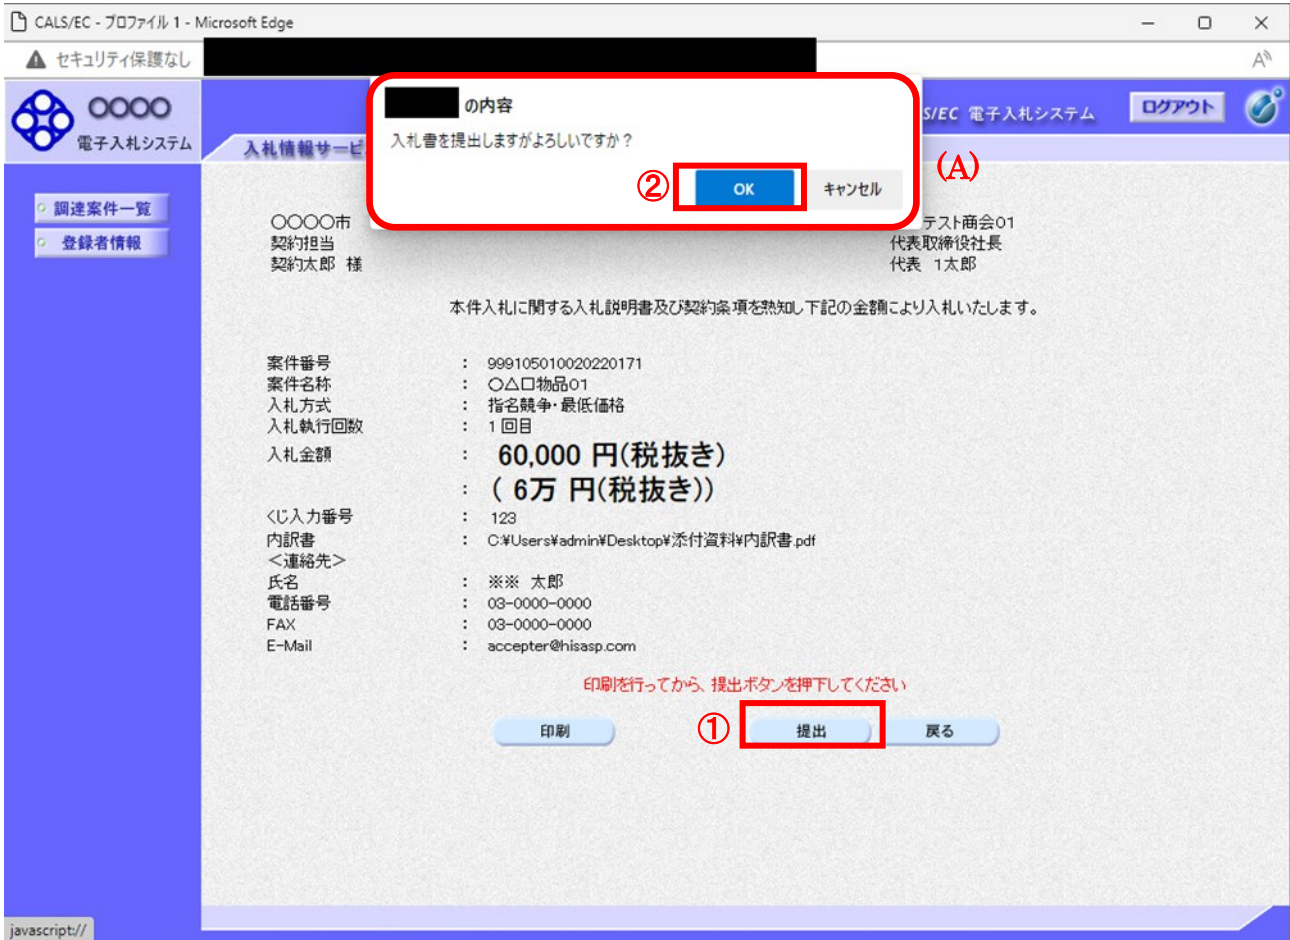 CALS/EC - プロファイル 1 - Microsoft Edge
セキュリティ保護なし
〇〇〇〇
電子入札システム
の内容
入札書を提出しますがよろしいですか？
② OK キャンセル
(A)
S/EC 電子入札システム
ログアウト
入札情報サービ
調達案件一覧
登録者情報
〇〇〇〇市
契約担当
契約太郎 様
テスト商会01
代表取締役社長
代表 1太郎
本件入札に関する入札説明書及び契約条項を熟知し下記の金額により入札いたします。
案件番号 : 999105010020220171
案件名称 : 〇△口物品01
入札方式 : 指名競争・最低価格
入札執行回数 : 1回目
入札金額 : 60,000 円(税抜き)
: ( 6万 円(税抜き))
くじ入力番号 : 123
内訳書 : C:¥Users¥admin¥Desktop¥添付資料¥内訳書.pdf
＜連絡先＞
氏名 : ※※ 太郎
電話番号 : 03-0000-0000
FAX : 03-0000-0000
E-Mail : accepter@hisasp.com
印刷を行ってから、提出ボタンを押下してください
印刷 ① 提出 戻る
javascript://